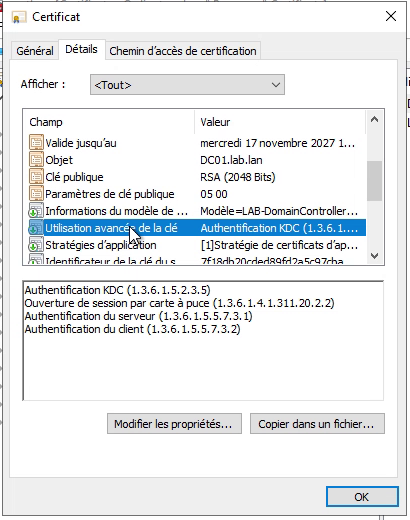 Certificat
Général Détails Chemin d'accès de certification
Afficher : <Tout>
Champ Valeur
Valide jusqu'au mercredi 17 novembre 2027 1...
Objet DC01.lab.lan
Clé publique RSA (2048 Bits)
Paramètres de clé publique 05 00
Informations du modèle de ... Modèle=LAB-DomainController...
Utilisation avancée de la clé Authentification KDC (1.3.6.1....
Stratégies d'application [1]Stratégie de certificats d'ap...
Identificateur de la clé du s... 7f18db20cded89fd2a5c97cba...
Authentification KDC (1.3.6.1.5.2.3.5)
Ouverture de session par carte à puce (1.3.6.1.4.1.311.20.2.2)
Authentification du serveur (1.3.6.1.5.5.7.3.1)
Authentification du client (1.3.6.1.5.5.7.3.2)
Modifier les propriétés... Copier dans un fichier...
OK